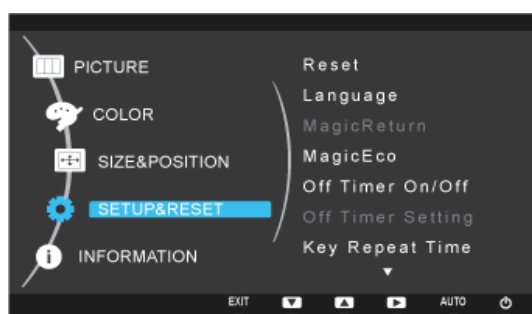 PICTURE
COLOR
SIZE&POSITION
SETUP&RESET
INFORMATION
Reset
Language
MagicReturn
MagicEco
Off Timer On/Off
Off Timer Setting
Key Repeat Time
EXIT
AUTO